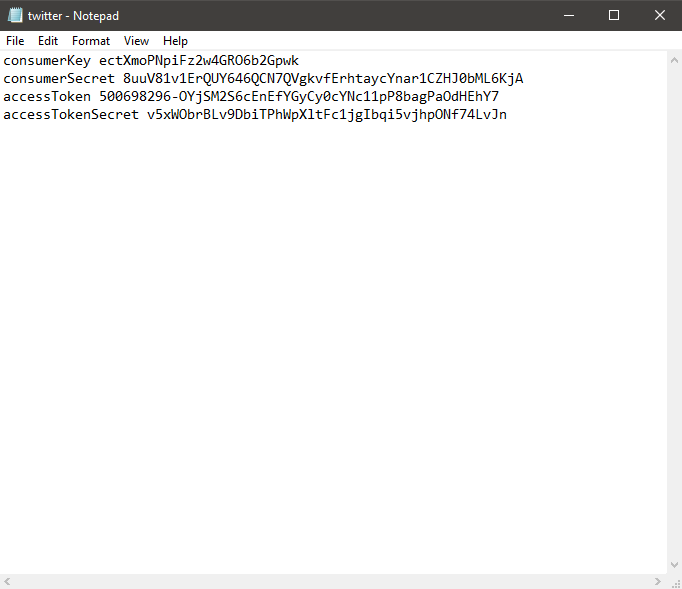 twitter - Notepad
File Edit Format View Help
consumerKey ectXmoPNpiFz2w4GRO6b2Gpwk
consumerSecret 8uuV81v1ErQUY646QCN7QVgkvfErhtaycYnar1CZHJ0bML6KjA
accessToken 500698296-OYjSM2S6cEnEfYGyCy0cYNc11pP8bagPaOdHEhY7
accessTokenSecret v5xWObrBLv9DbiTPhWpXltFc1jgIbqi5vjhpONf74LvJn